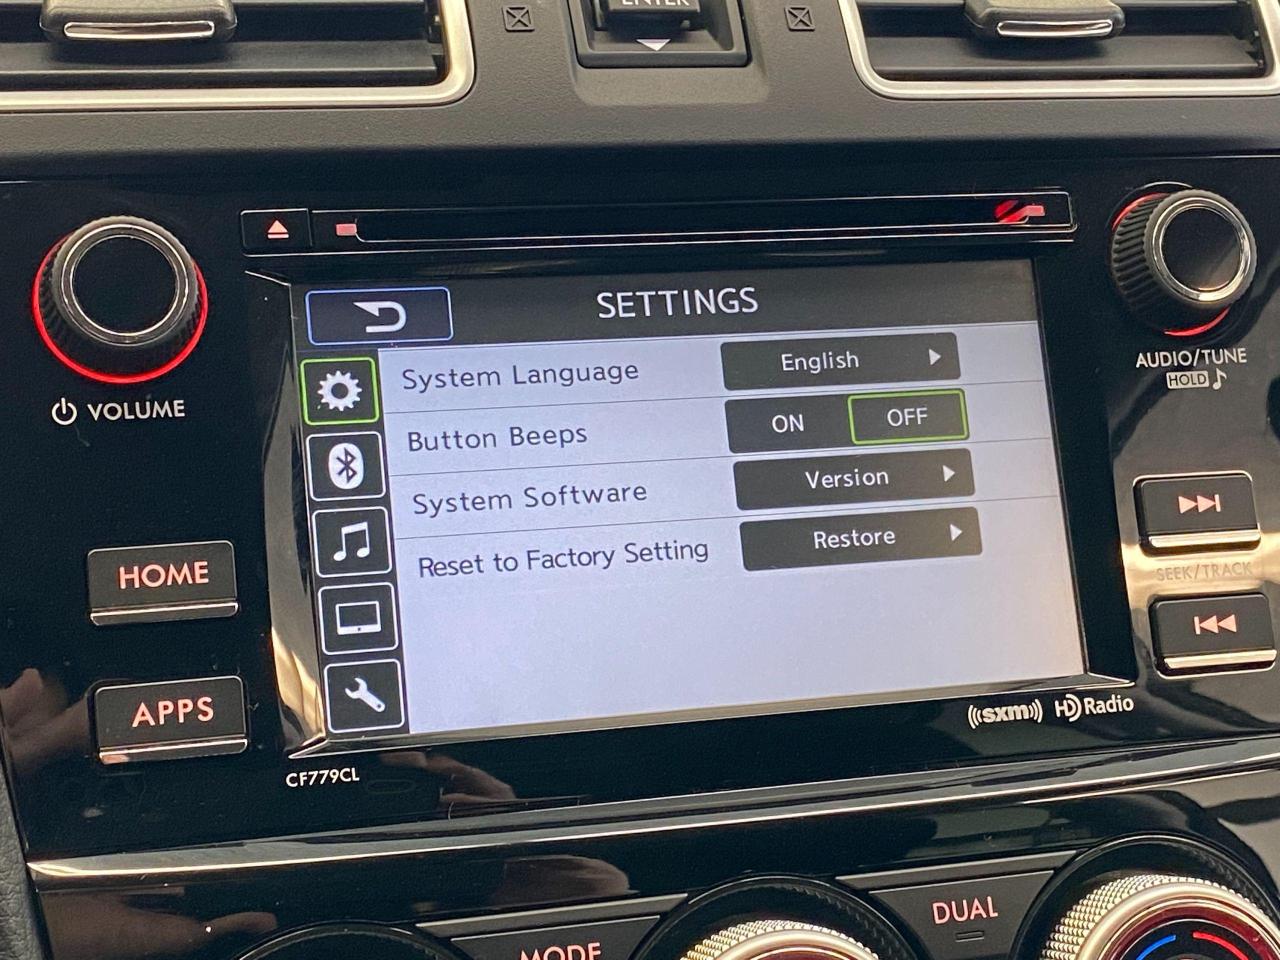 ENTER
SETTINGS
System Language English
Button Beeps ON OFF
System Software Version
Reset to Factory Setting Restore
VOLUME
HOME
APPS
CF779CL
AUDIO/TUNE
HOLD
SEEK/TRACK
((sxm)) HD Radio
MODE
DUAL